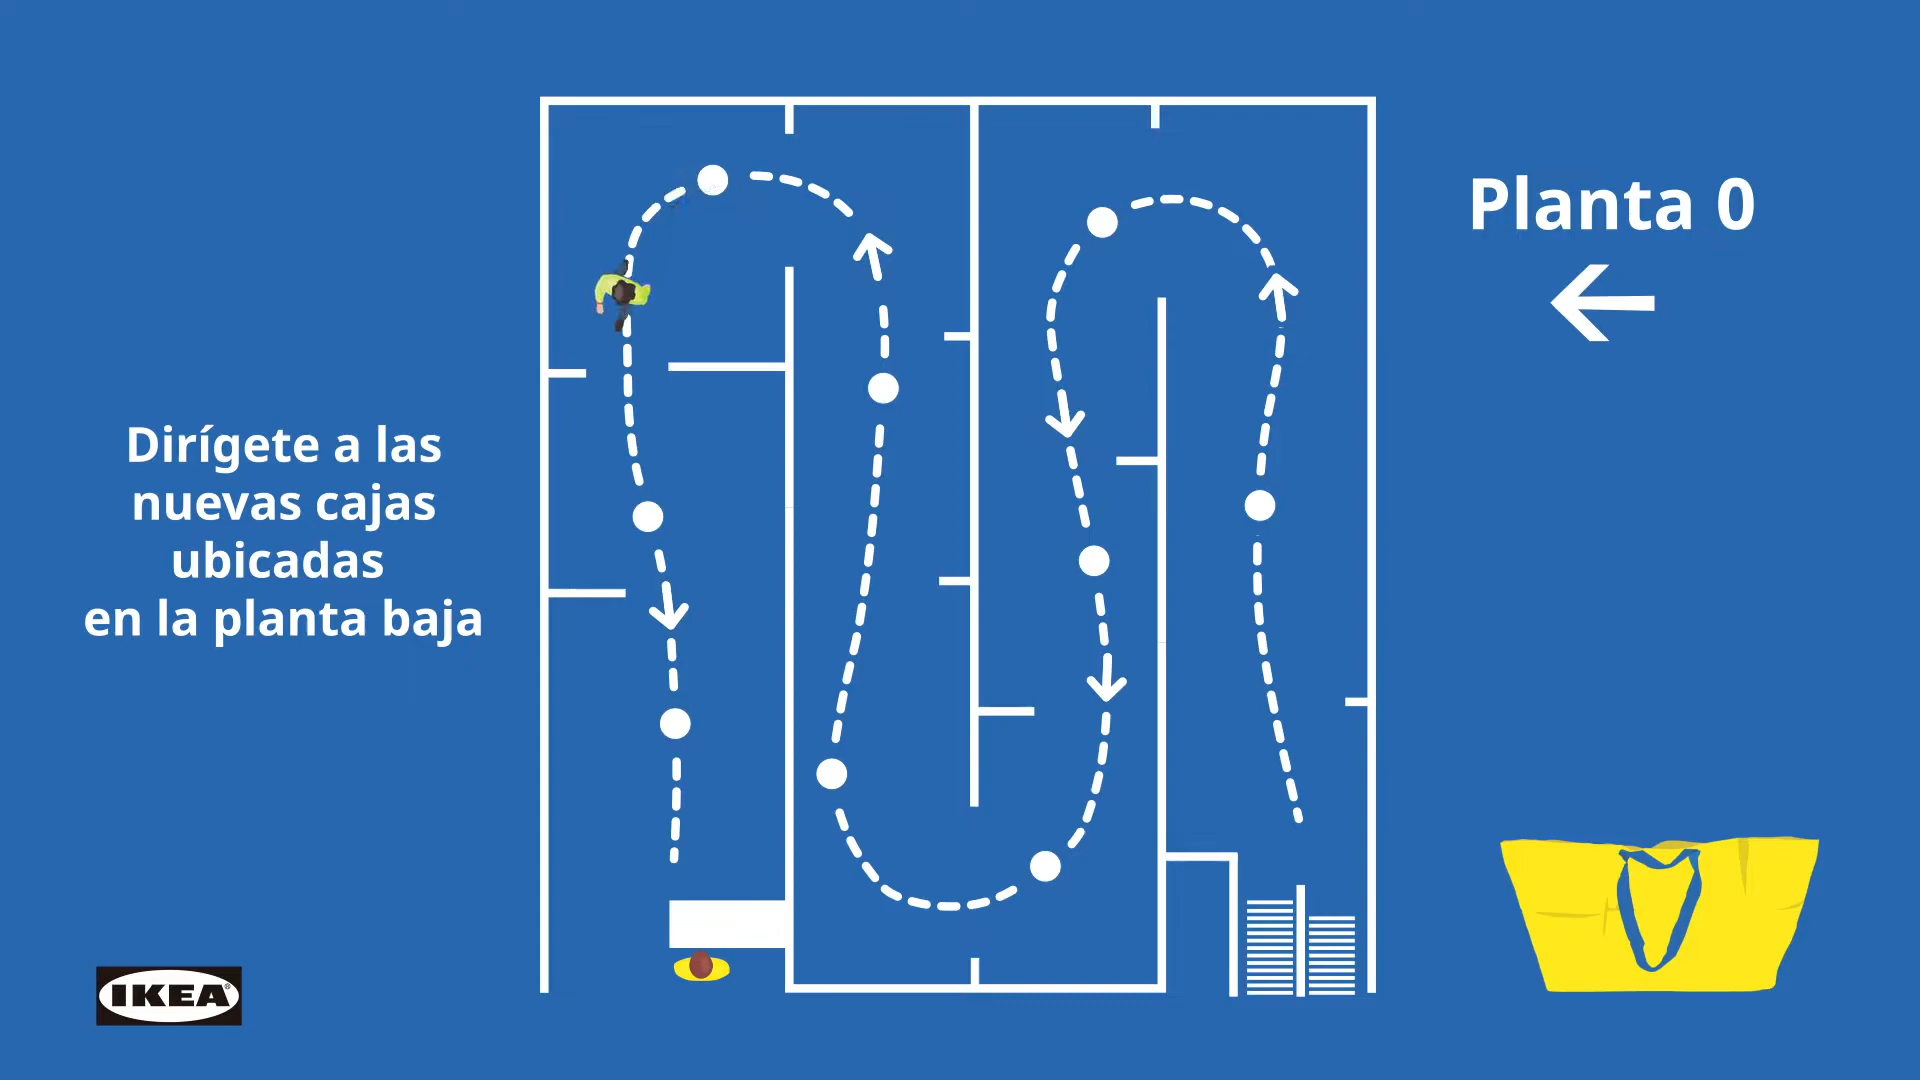 Planta 0
Dirígete a las
nuevas cajas
ubicadas
en la planta baja
IKEA